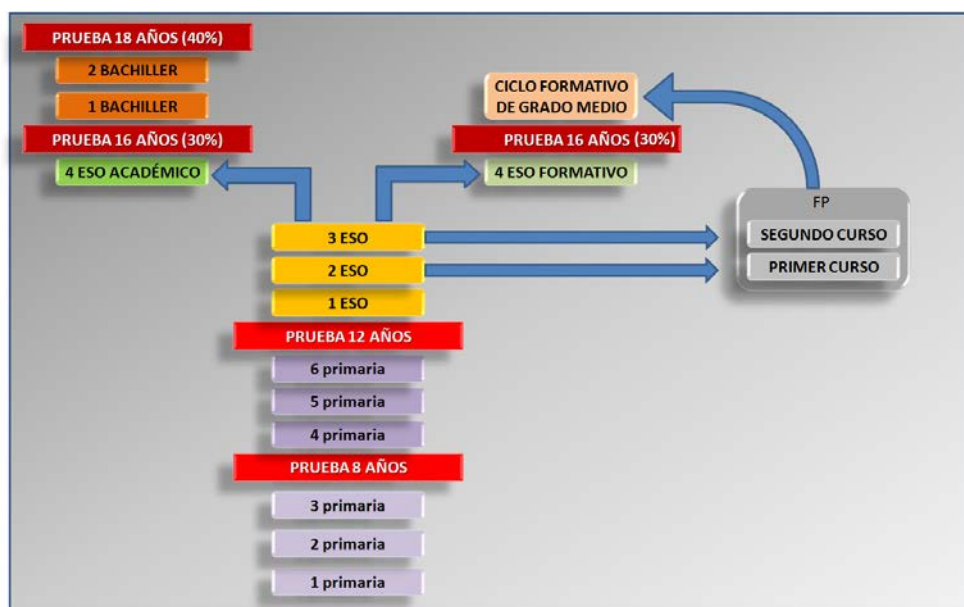 PRUEBA 18 AÑOS (40%)
2 BACHILLER
1 BACHILLER
PRUEBA 16 AÑOS (30%)
4 ESO ACADÉMICO
CICLO FORMATIVO
DE GRADO MEDIO
PRUEBA 16 AÑOS (30%)
4 ESO FORMATIVO
FP
SEGUNDO CURSO
PRIMER CURSO
3 ESO
2 ESO
1 ESO
PRUEBA 12 AÑOS
6 primaria
5 primaria
4 primaria
PRUEBA 8 AÑOS
3 primaria
2 primaria
1 primaria